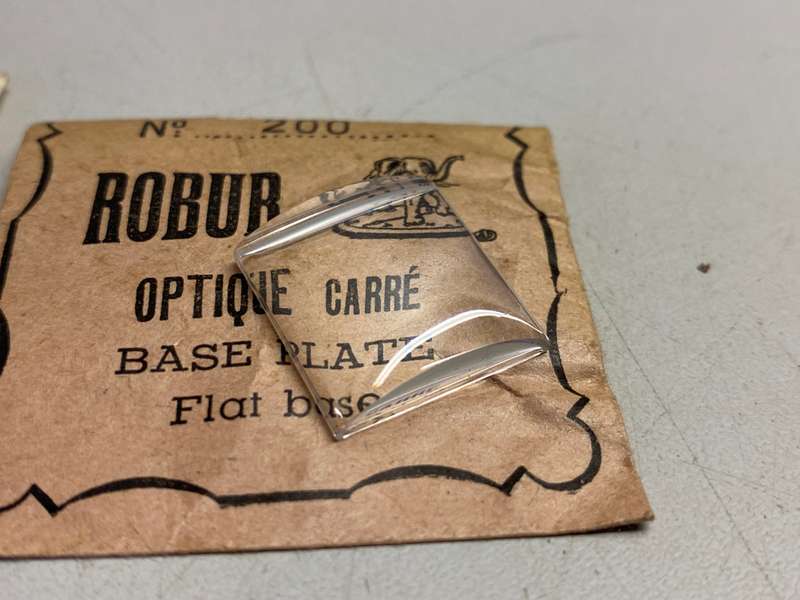 Nº 200
ROBUR
OPTIQUE CARRÉ
BASE PLATE
Flat base